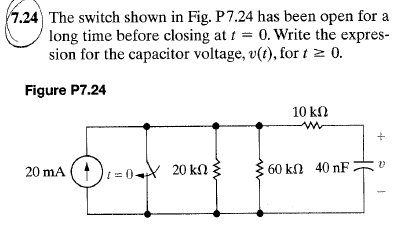 7.24 The switch shown in Fig. P7.24 has been open for a
long time before closing at t = 0. Write the expres-
sion for the capacitor voltage, v(t), for t ≥ 0.
Figure P7.24
10 kΩ
+
20 mA t = 0 20 kΩ 60 kΩ 40 nF v
−